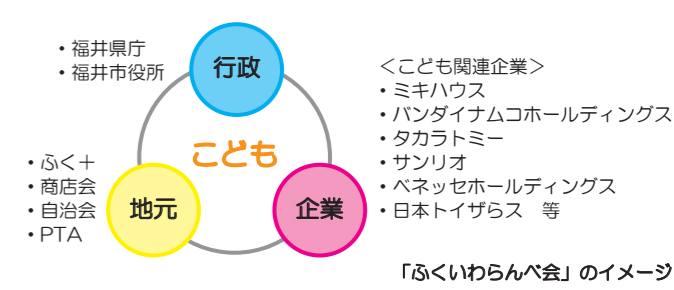 ・福井県庁
・福井市役所
行政
こども
<こども関連企業>
・ミキハウス
・バンダイナムコホールディングス
・タカラトミー
・サンリオ
・ベネッセホールディングス
・日本トイザらス　等
・ふく＋
・商店会
・自治会
・PTA
地元
企業
「ふくいわらんべ会」のイメージ